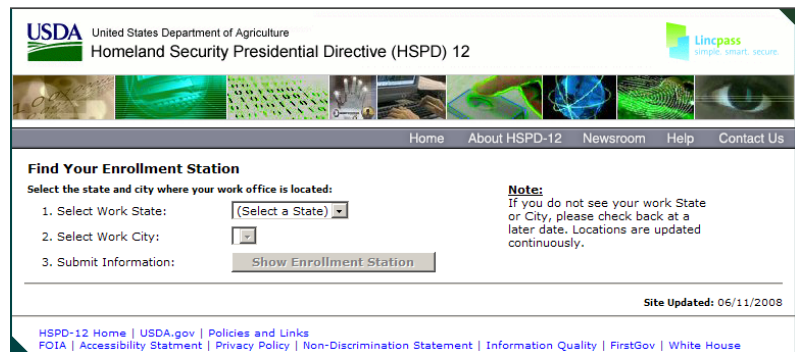 USDA United States Department of Agriculture
Homeland Security Presidential Directive (HSPD) 12
Lincpass
simple. smart. secure.
Home About HSPD-12 Newsroom Help Contact Us
Find Your Enrollment Station
Select the state and city where your work office is located:
1. Select Work State: (Select a State)
2. Select Work City:
3. Submit Information: Show Enrollment Station
Note:
If you do not see your work State
or City, please check back at a
later date. Locations are updated
continuously.
Site Updated: 06/11/2008
HSPD-12 Home | USDA.gov | Policies and Links
FOIA | Accessibility Statment | Privacy Policy | Non-Discrimination Statement | Information Quality | FirstGov | White House